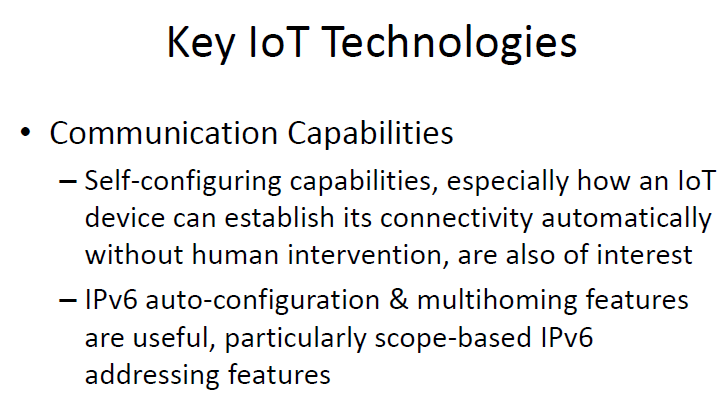 Key IoT Technologies
• Communication Capabilities
– Self-configuring capabilities, especially how an IoT
device can establish its connectivity automatically
without human intervention, are also of interest
– IPv6 auto-configuration & multihoming features
are useful, particularly scope-based IPv6
addressing features